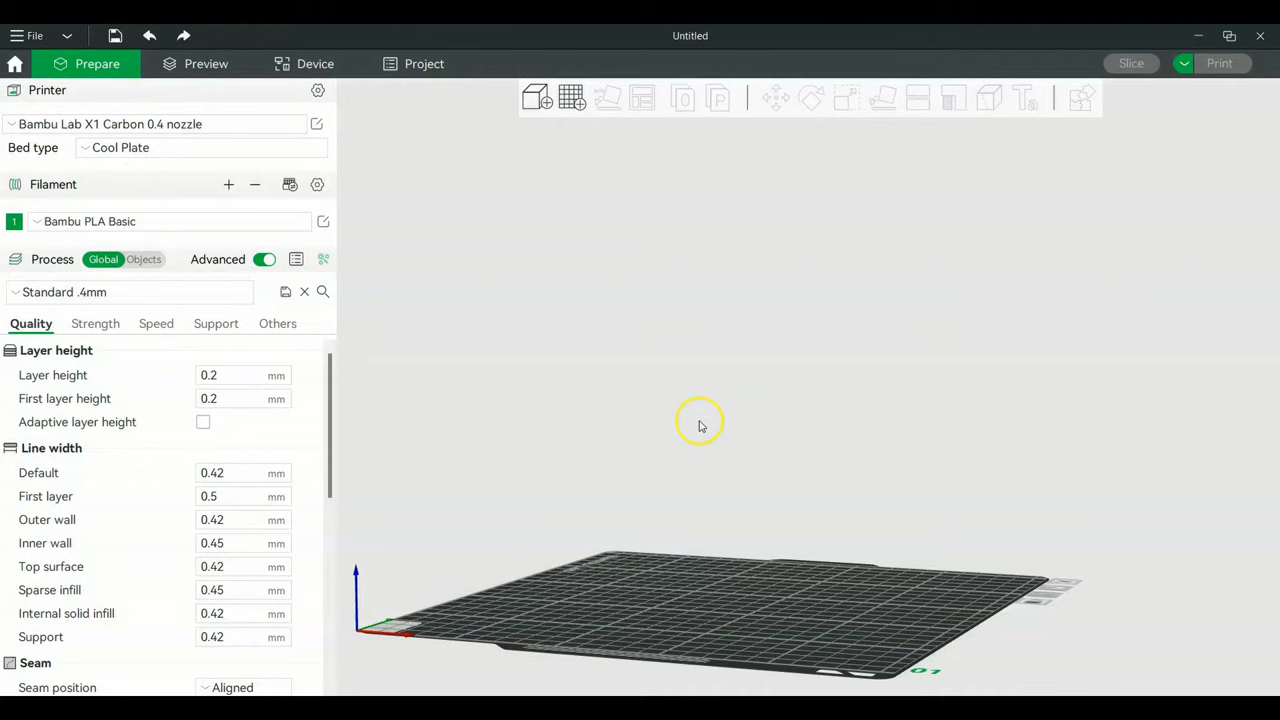 File
Untitled
Prepare
Preview
Device
Project
Slice
Print
Printer
Bambu Lab X1 Carbon 0.4 nozzle
Bed type
Cool Plate
Filament
1
Bambu PLA Basic
Process
Global
Objects
Advanced
Standard .4mm
Quality
Strength
Speed
Support
Others
Layer height
Layer height 0.2 mm
First layer height 0.2 mm
Adaptive layer height
Line width
Default 0.42 mm
First layer 0.5 mm
Outer wall 0.42 mm
Inner wall 0.45 mm
Top surface 0.42 mm
Sparse infill 0.45 mm
Internal solid infill 0.42 mm
Support 0.42 mm
Seam
Seam position Aligned
01